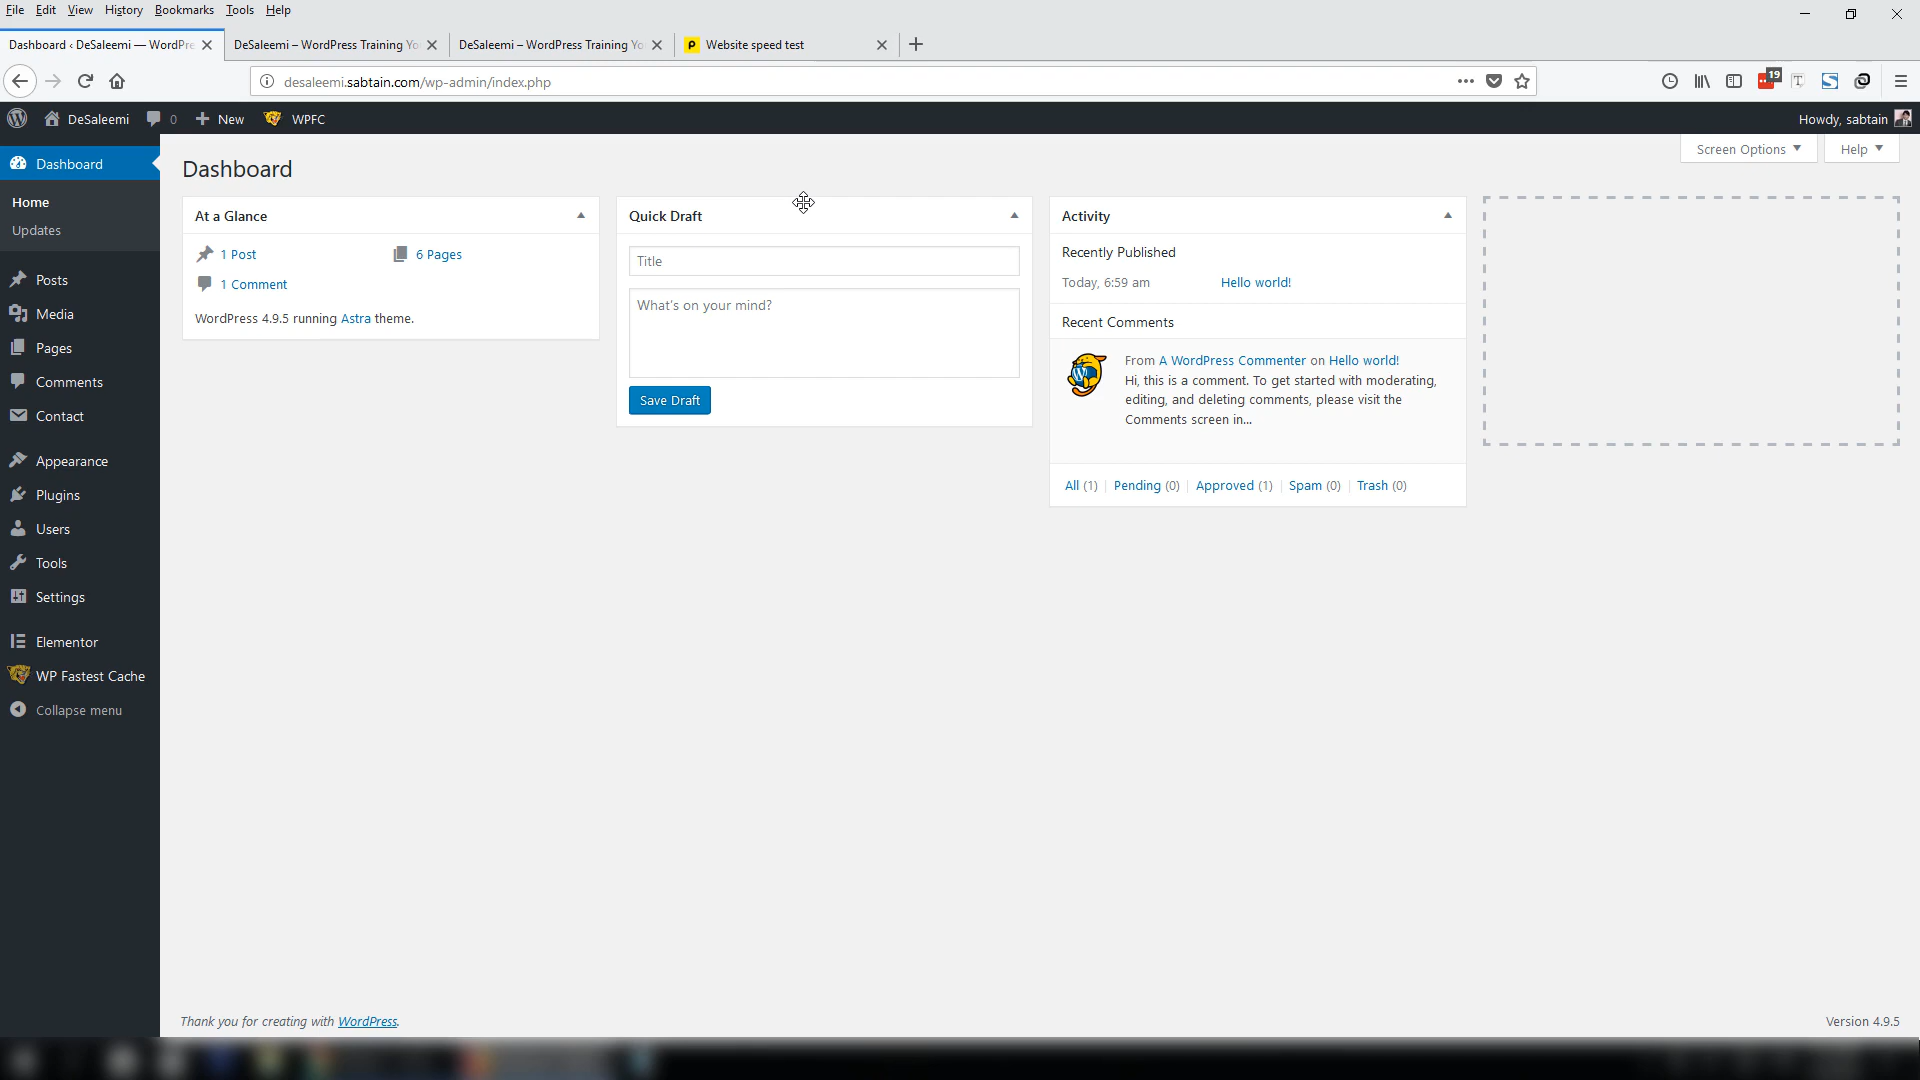 File Edit View History Bookmarks Tools Help
Dashboard ‹ DeSaleemi — WordPre
DeSaleemi – WordPress Training Yo
DeSaleemi – WordPress Training Yo
Website speed test
desaleemi.sabtain.com/wp-admin/index.php
19
DeSaleemi 0 New WPFC
Howdy, sabtain
Dashboard
Home
Updates
Posts
Media
Pages
Comments
Contact
Appearance
Plugins
Users
Tools
Settings
Elementor
WP Fastest Cache
Collapse menu
Dashboard
Screen Options
Help
At a Glance
1 Post
6 Pages
1 Comment
WordPress 4.9.5 running Astra theme.
Quick Draft
Title
What's on your mind?
Save Draft
Activity
Recently Published
Today, 6:59 am Hello world!
Recent Comments
From A WordPress Commenter on Hello world!
Hi, this is a comment. To get started with moderating,
editing, and deleting comments, please visit the
Comments screen in...
All (1) | Pending (0) | Approved (1) | Spam (0) | Trash (0)
Thank you for creating with WordPress.
Version 4.9.5